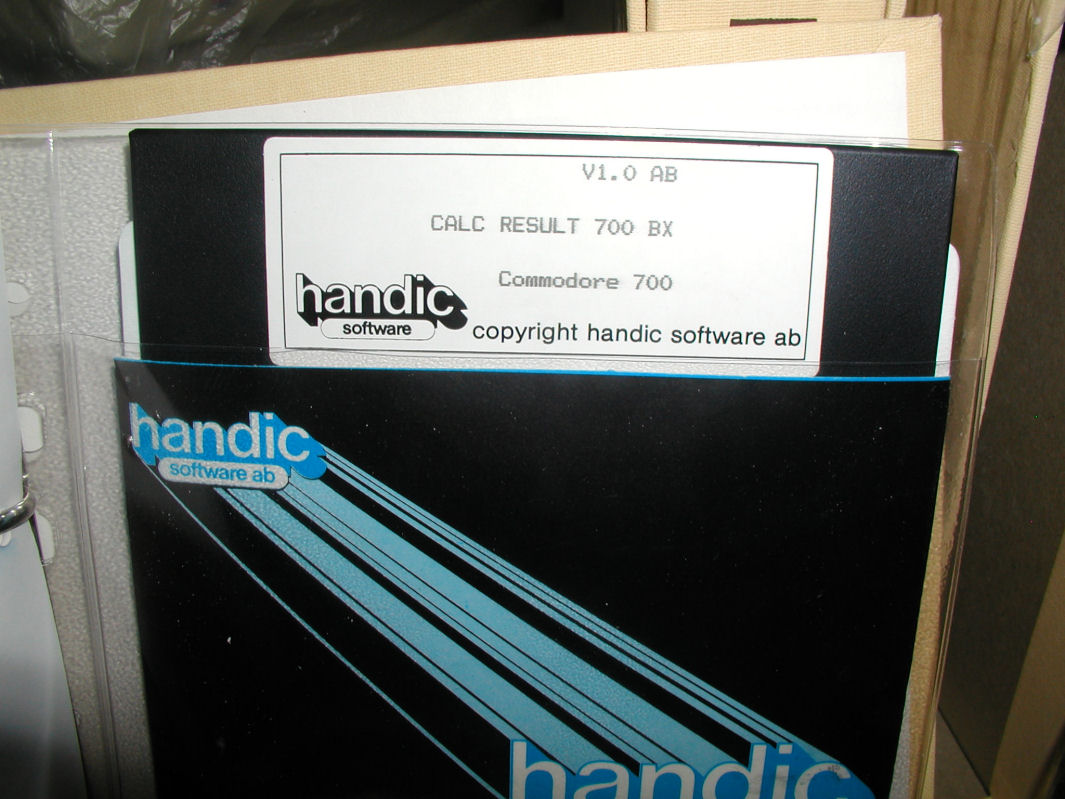 V1.0 AB
CALC RESULT 700 BX
Commodore 700
handic
software
copyright handic software ab
handic
software ab
handic